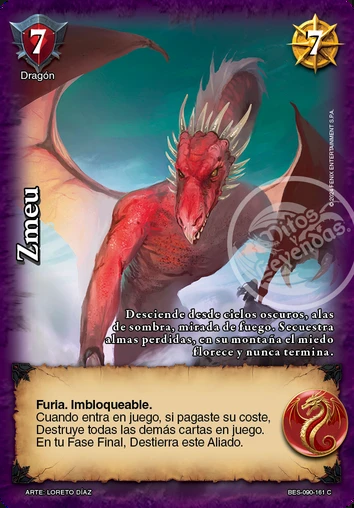 7
7
Dragón
© 2024 FENIX ENTERTAINMENT S.P.A.
Zmeu
Mitos
y
Leyendas.
Desciende desde cielos oscuros, alas
de sombra, mirada de fuego. Secuestra
almas perdidas, en su montaña el miedo
florece y nunca termina.
Furia. Imbloqueable.
Cuando entra en juego, si pagaste su coste,
Destruye todas las demás cartas en juego.
En tu Fase Final, Destierra este Aliado.
ARTE: LORETO DÍAZ
BES-090-161 C